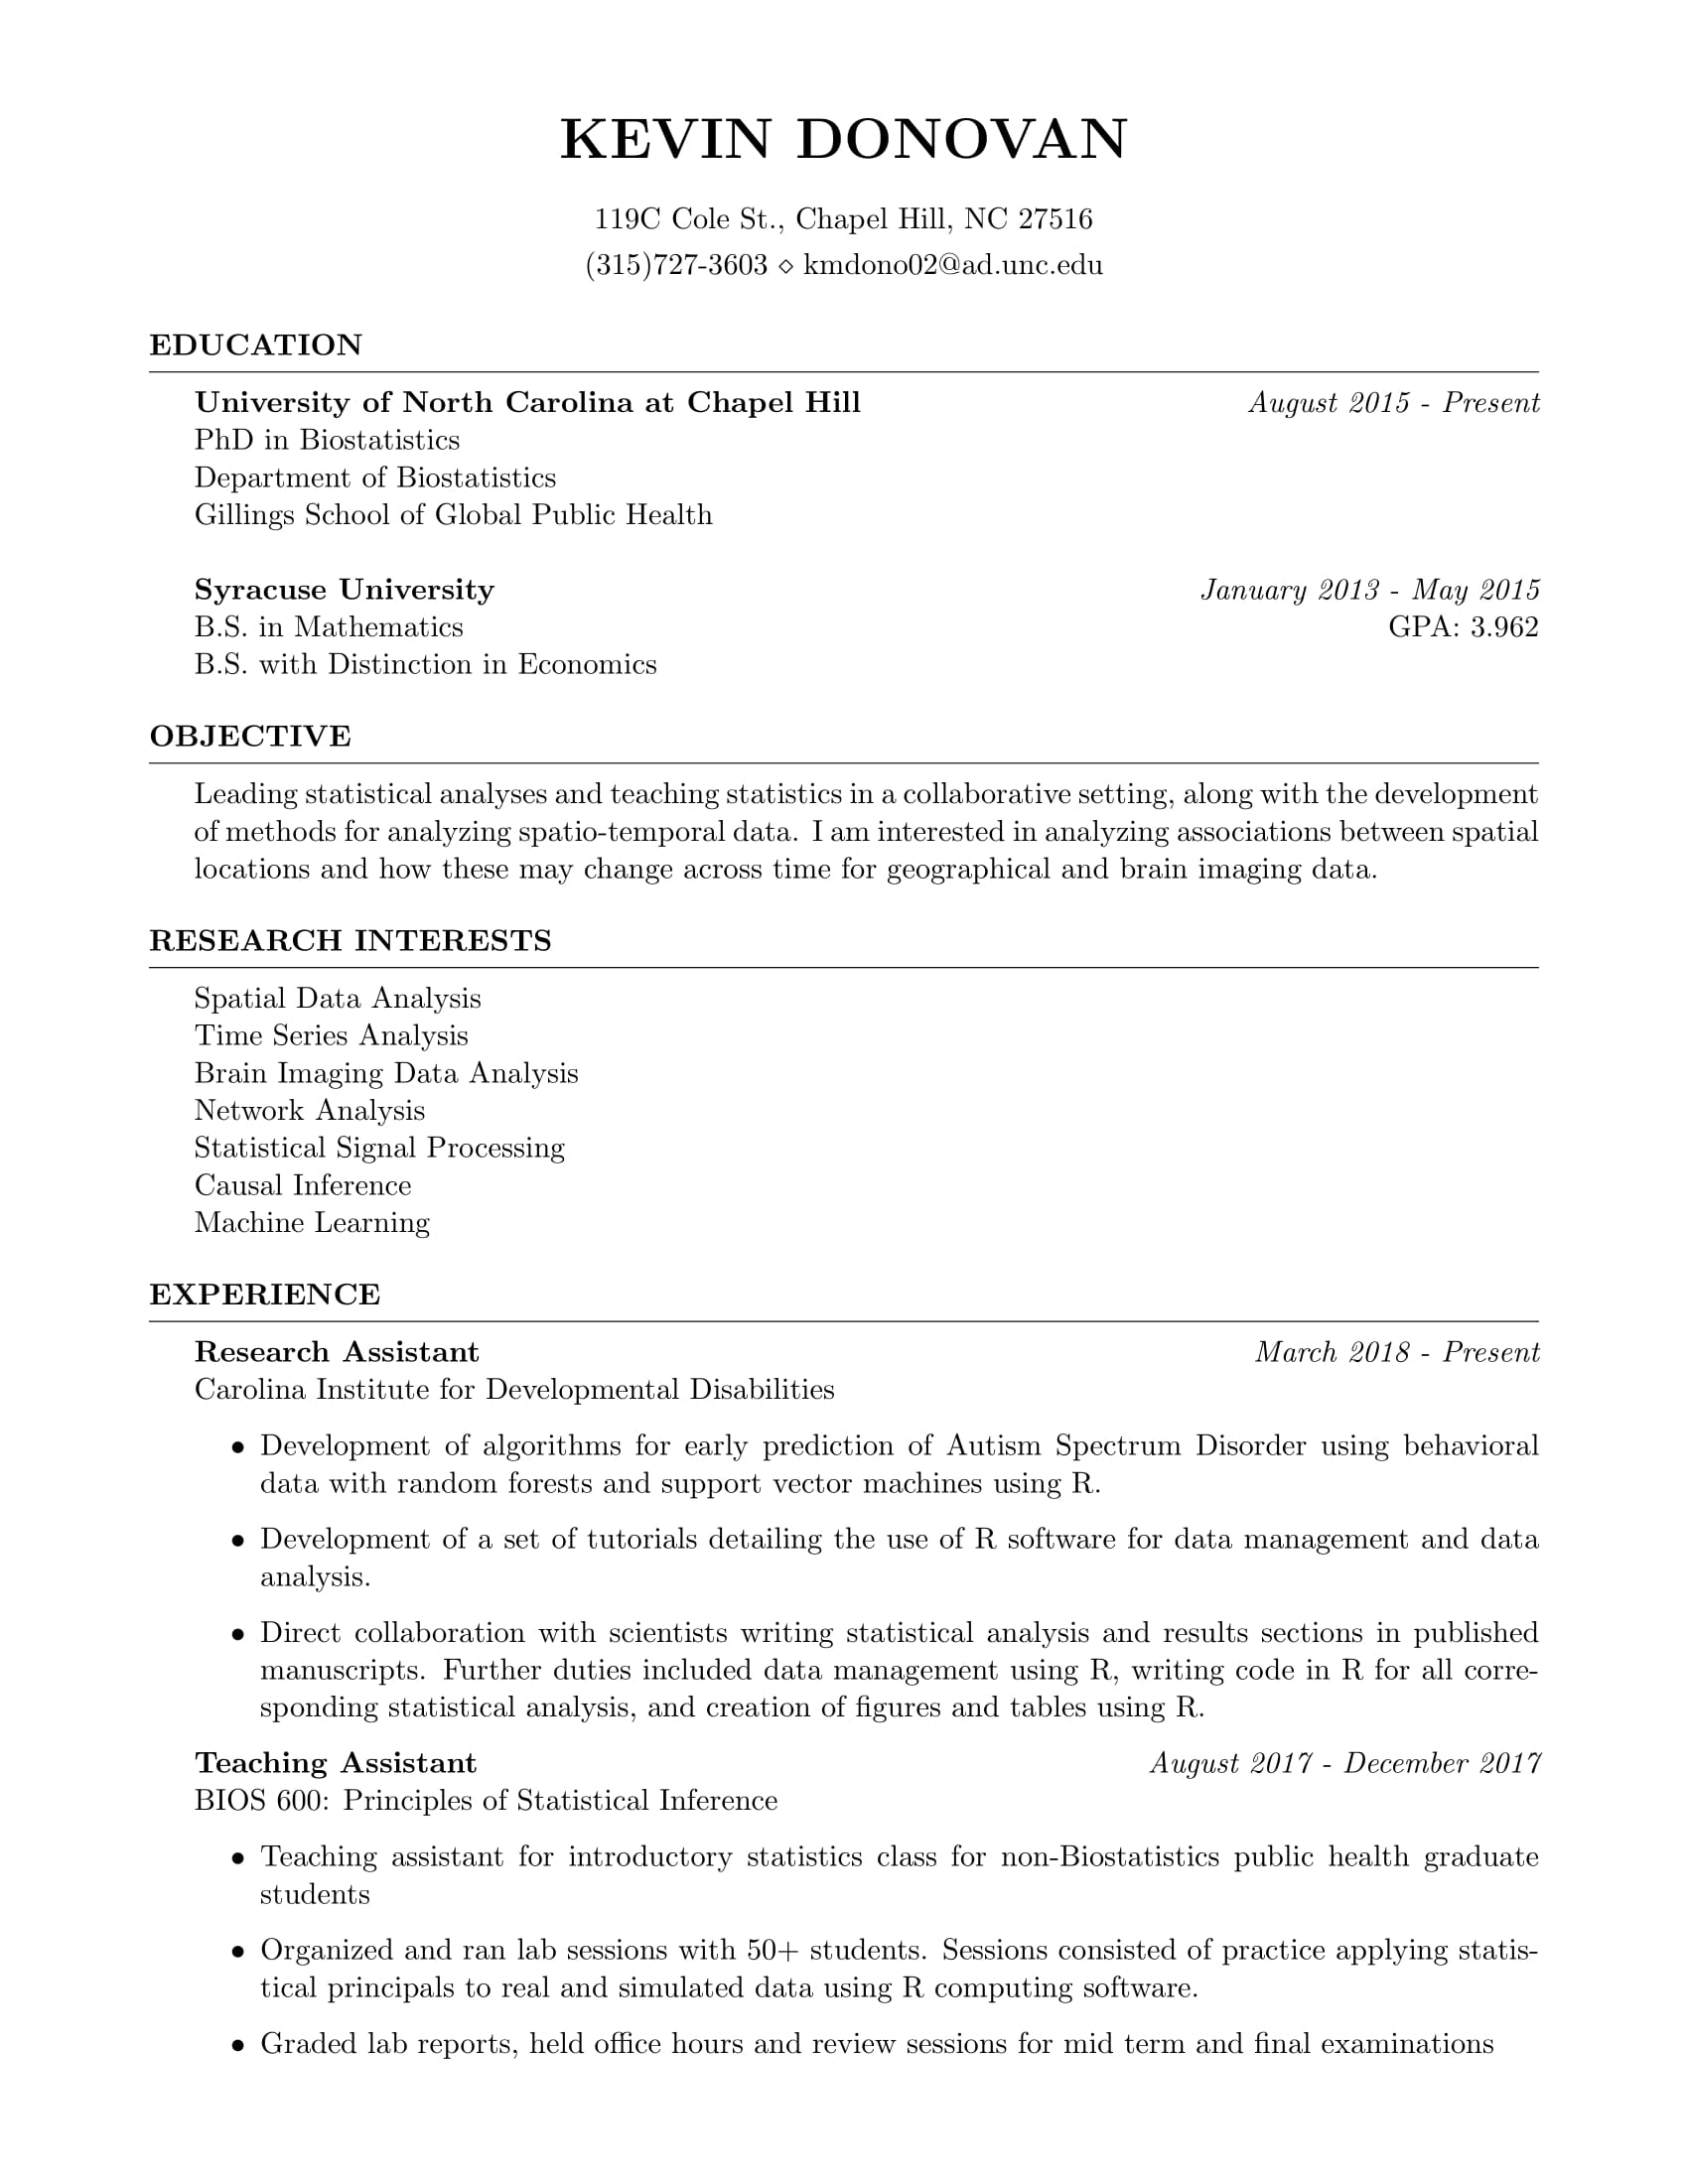 KEVIN DONOVAN
119C Cole St., Chapel Hill, NC 27516
(315)727-3603 ⋄ kmdono02@ad.unc.edu
EDUCATION
University of North Carolina at Chapel Hill August 2015 - Present
PhD in Biostatistics
Department of Biostatistics
Gillings School of Global Public Health
Syracuse University January 2013 - May 2015
B.S. in Mathematics GPA: 3.962
B.S. with Distinction in Economics
OBJECTIVE
Leading statistical analyses and teaching statistics in a collaborative setting, along with the development
of methods for analyzing spatio-temporal data. I am interested in analyzing associations between spatial
locations and how these may change across time for geographical and brain imaging data.
RESEARCH INTERESTS
Spatial Data Analysis
Time Series Analysis
Brain Imaging Data Analysis
Network Analysis
Statistical Signal Processing
Causal Inference
Machine Learning
EXPERIENCE
Research Assistant March 2018 - Present
Carolina Institute for Developmental Disabilities
• Development of algorithms for early prediction of Autism Spectrum Disorder using behavioral
data with random forests and support vector machines using R.
• Development of a set of tutorials detailing the use of R software for data management and data
analysis.
• Direct collaboration with scientists writing statistical analysis and results sections in published
manuscripts. Further duties included data management using R, writing code in R for all corre-
sponding statistical analysis, and creation of figures and tables using R.
Teaching Assistant August 2017 - December 2017
BIOS 600: Principles of Statistical Inference
• Teaching assistant for introductory statistics class for non-Biostatistics public health graduate
students
• Organized and ran lab sessions with 50+ students. Sessions consisted of practice applying statis-
tical principals to real and simulated data using R computing software.
• Graded lab reports, held office hours and review sessions for mid term and final examinations